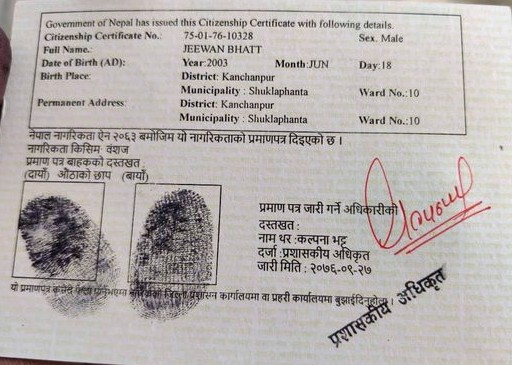 Government of Nepal has issued this Citizenship Certificate with following details.
Citizenship Certificate No.: 75-01-76-10328 Sex. Male
Full Name.: JEEWAN BHATT
Date of Birth (AD): Year:2003 Month:JUN Day:18
Birth Place: District: Kanchanpur
Municipality : Shuklaphanta Ward No.:10
Permanent Address: District: Kanchanpur
Municipality : Shuklaphanta Ward No.:10
नेपाल नागरिकता ऐन २०६३ बमोजिम यो नागरिकताको प्रमाणपत्र दिइएको छ ।
नागरिकता किसिम वंशज
प्रमाण पत्र बाहकको दस्तखत :
(दायाँ) औंठाको छाप (बायाँ)
प्रमाण पत्र जारी गर्ने अधिकारीको
दस्तखत :
नाम थर :कल्पना भट्ट
दर्जा :प्रशासकीय अधिकृत
जारी मिति : २०७६-०९-२७
यो प्रमाणपत्र जिल्ला प्रशासन कार्यालयमा वा प्रहरी कार्यालयमा बुझाईदिनुहोला ।
प्रशासकीय अधिकृत